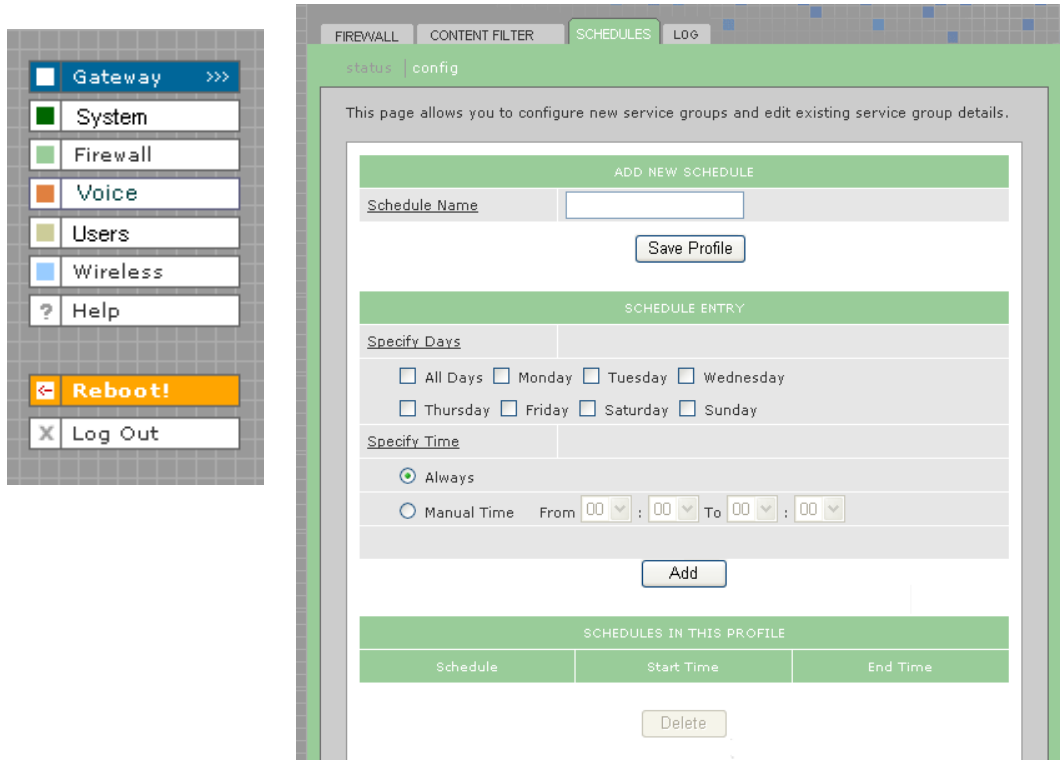 Gateway >>>
System
Firewall
Voice
Users
Wireless
? Help
Reboot!
X Log Out
FIREWALL CONTENT FILTER SCHEDULES LOG
status | config
This page allows you to configure new service groups and edit existing service group details.
ADD NEW SCHEDULE
Schedule Name
Save Profile
SCHEDULE ENTRY
Specify Days
All Days Monday Tuesday Wednesday
Thursday Friday Saturday Sunday
Specify Time
Always
Manual Time From 00 : 00 To 00 : 00
Add
SCHEDULES IN THIS PROFILE
Schedule Start Time End Time
Delete